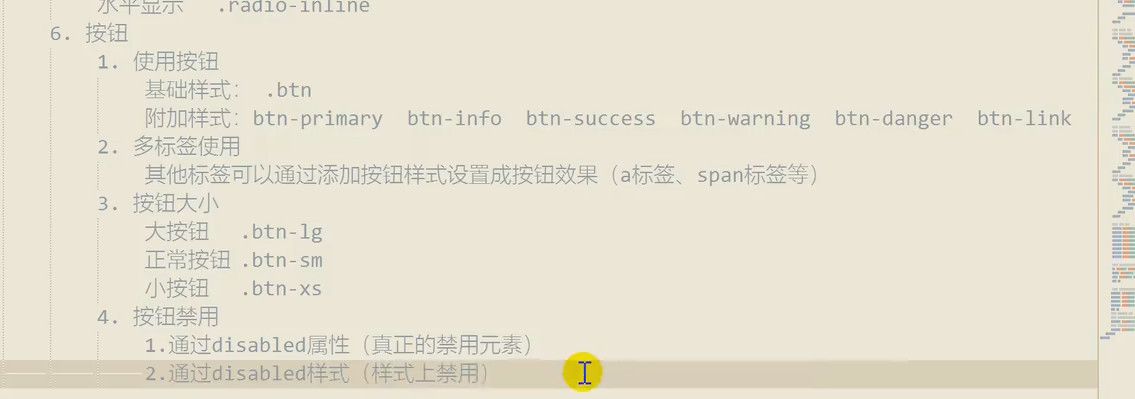 水平显示 .radio-inline
6. 按钮
1. 使用按钮
基础样式： .btn
附加样式：btn-primary btn-info btn-success btn-warning btn-danger btn-link
2. 多标签使用
其他标签可以通过添加按钮样式设置成按钮效果（a标签、span标签等）
3. 按钮大小
大按钮 .btn-lg
正常按钮 .btn-sm
小按钮 .btn-xs
4. 按钮禁用
1.通过disabled属性（真正的禁用元素）
2.通过disabled样式（样式上禁用）